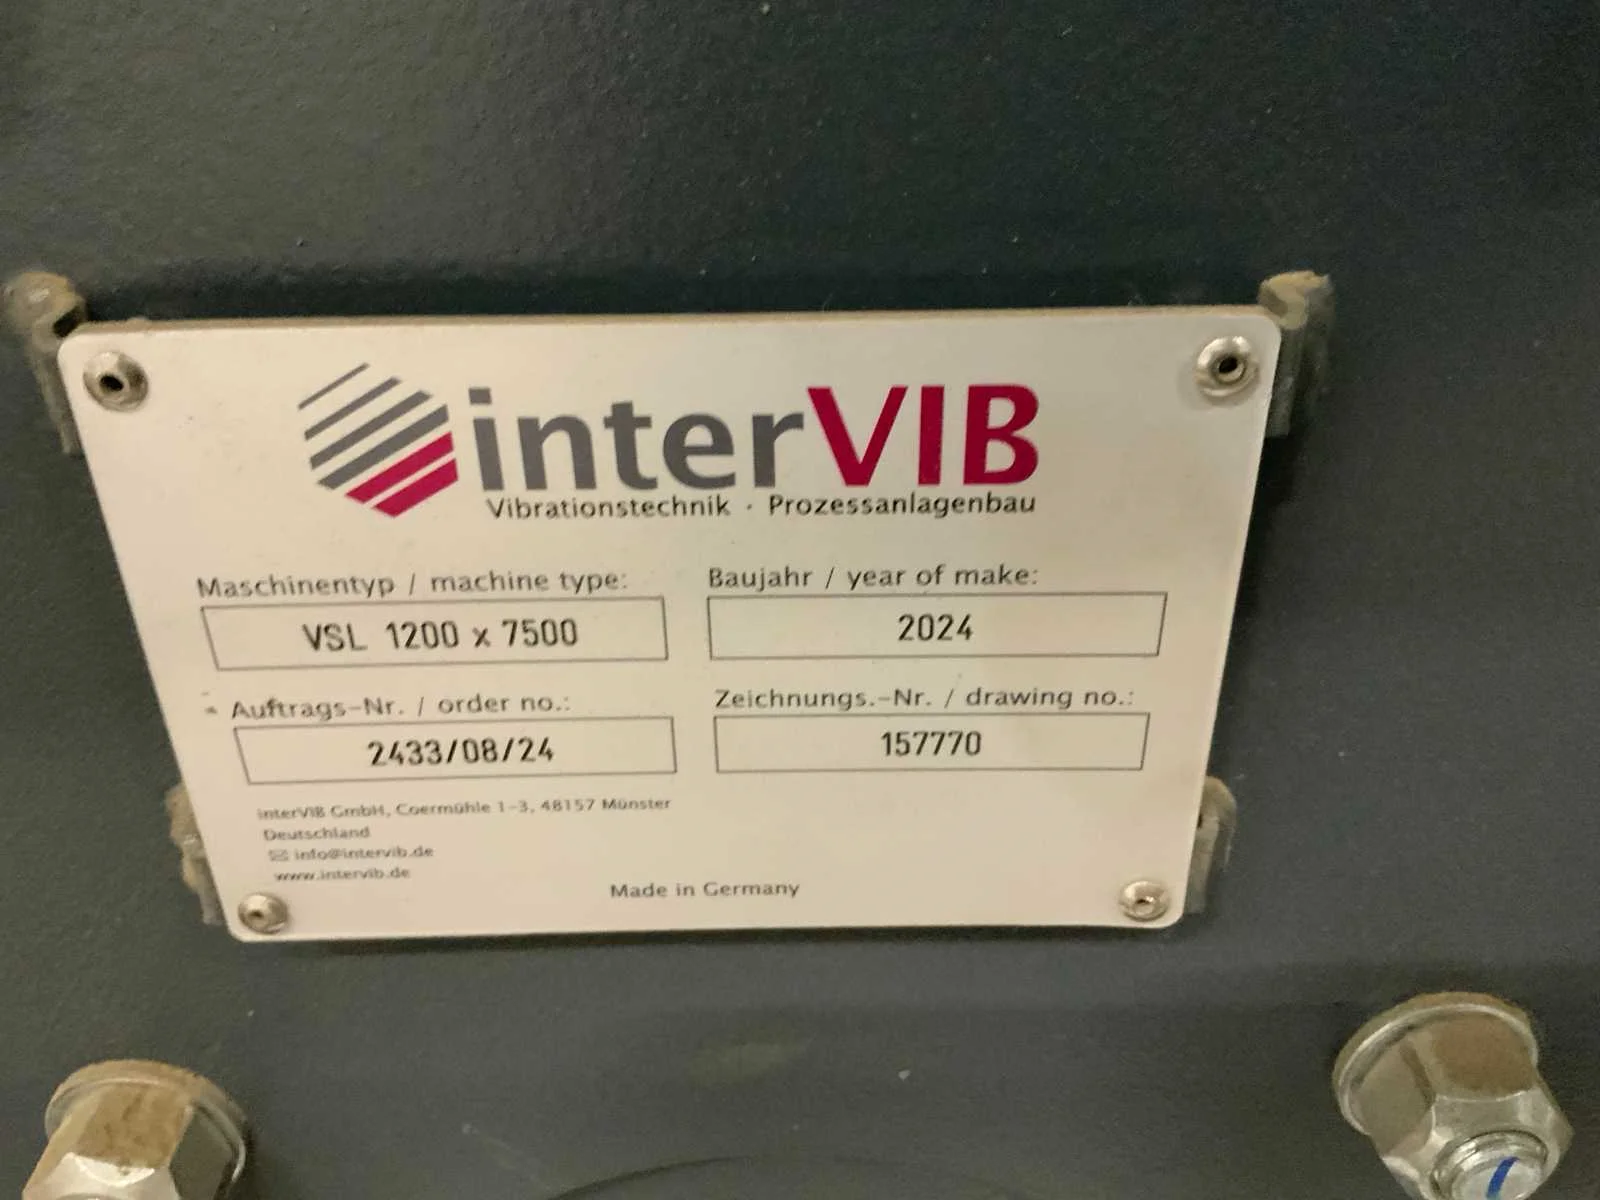 interVIB
Vibrationstechnik · Prozessanlagenbau
Maschinentyp / machine type:
VSL 1200 x 7500
Baujahr / year of make:
2024
Auftrags-Nr. / order no.:
2433/08/24
Zeichnungs.-Nr. / drawing no.:
157770
interVIB GmbH, Coermühle 1-3, 48157 Münster
Deutschland
✉ info@intervib.de
www.intervib.de
Made in Germany